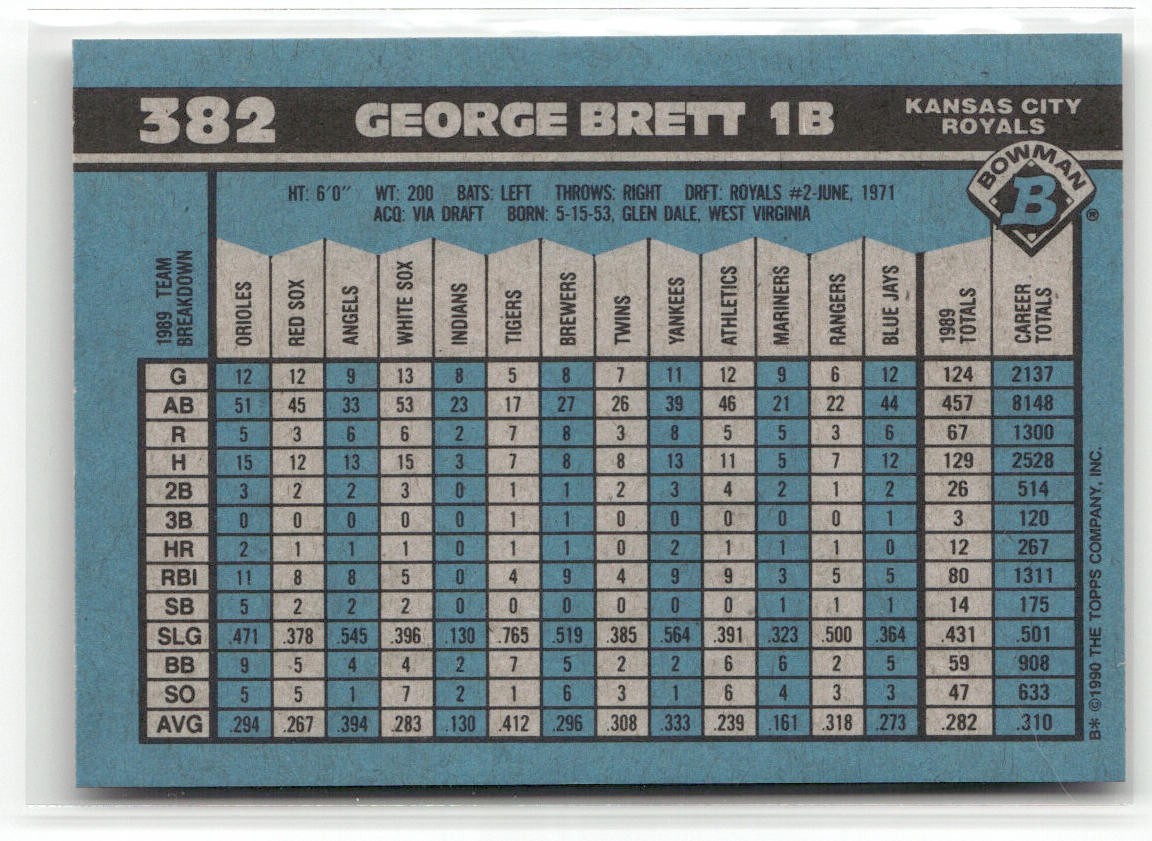 382 GEORGE BRETT 1B KANSAS CITY ROYALS
BOWMAN
B ®
HT: 6'0" WT: 200 BATS: LEFT THROWS: RIGHT DRFT: ROYALS #2-JUNE, 1971
ACQ: VIA DRAFT BORN: 5-15-53, GLEN DALE, WEST VIRGINIA
1989 TEAM BREAKDOWN ORIOLES RED SOX ANGELS WHITE SOX INDIANS TIGERS BREWERS TWINS YANKEES ATHLETICS MARINERS RANGERS BLUE JAYS 1989 TOTALS CAREER TOTALS
G 12 12 9 13 8 5 8 7 11 12 9 6 12 124 2137
AB 51 45 33 53 23 17 27 26 39 46 21 22 44 457 8148
R 5 3 6 6 2 7 8 3 8 5 5 3 6 67 1300
H 15 12 13 15 3 7 8 8 13 11 5 7 12 129 2528
2B 3 2 2 3 0 1 1 2 3 4 2 1 2 26 514
3B 0 0 0 0 0 1 1 0 0 0 0 0 1 3 120
HR 2 1 1 1 0 1 1 0 2 1 1 1 0 12 267
RBI 11 8 8 5 0 4 9 4 9 9 3 5 5 80 1311
SB 5 2 2 2 0 0 0 0 0 0 1 1 1 14 175
SLG .471 .378 .545 .396 .130 .765 .519 .385 .564 .391 .323 .500 .364 .431 .501
BB 9 5 4 4 2 7 5 2 2 6 6 2 5 59 908
SO 5 5 1 7 2 1 6 3 1 6 4 3 3 47 633
AVG .294 .267 .394 .283 .130 .412 .296 .308 .333 .239 .161 .318 .273 .282 .310
B* ©1990 THE TOPPS COMPANY, INC.